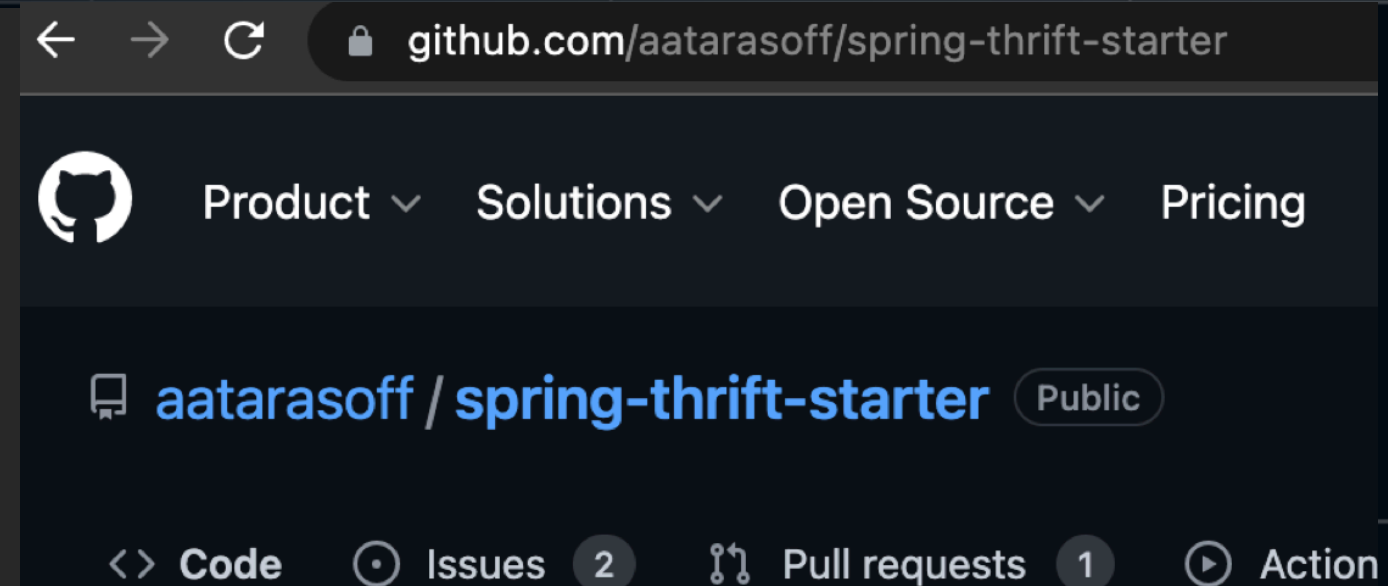 github.com/aatarasoff/spring-thrift-starter
Product Solutions Open Source Pricing
aatarasoff / spring-thrift-starter Public
<> Code Issues 2 Pull requests 1 Action